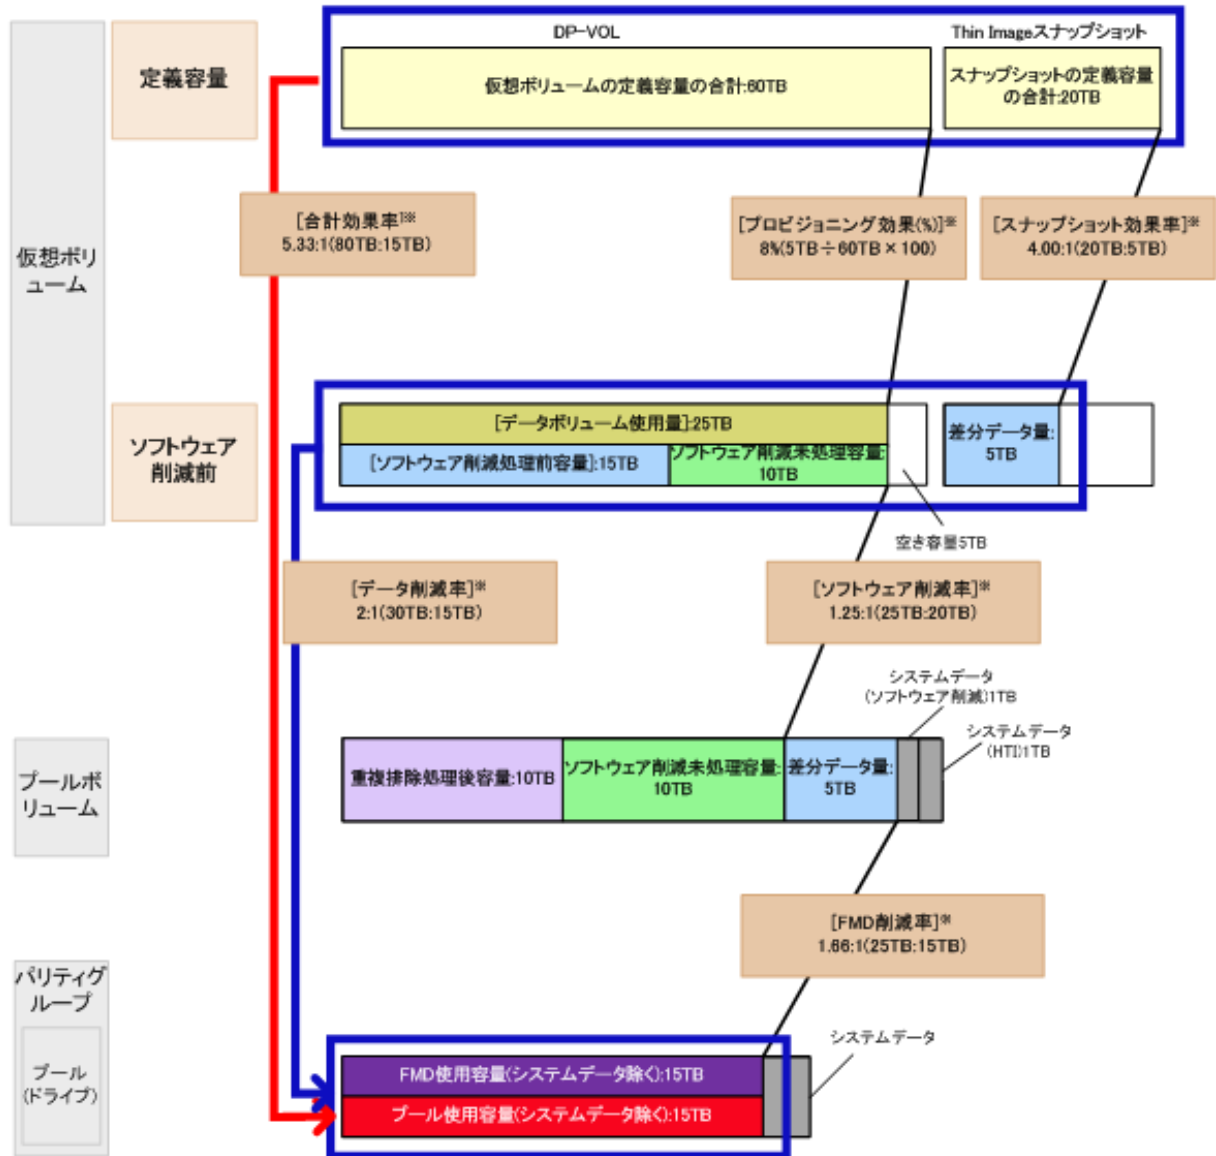 DP-VOL
Thin Imageスナップショット
定義容量
仮想ボリュームの定義容量の合計:60TB
スナップショットの定義容量
の合計:20TB
[合計効果率]※
5.33:1(80TB:15TB)
[プロビジョニング効果(%)]※
8%(5TB÷60TB×100)
[スナップショット効果率]※
4.00:1(20TB:5TB)
仮想ボリ
ューム
ソフトウェア
削減前
[データボリューム使用量]:25TB
[ソフトウェア削減処理前容量]:15TB
ソフトウェア削減未処理容量:
10TB
差分データ量:
5TB
空き容量5TB
[データ削減率]※
2:1(30TB:15TB)
[ソフトウェア削減率]※
1.25:1(25TB:20TB)
システムデータ
(ソフトウェア削減)1TB
システムデータ
(HTI)1TB
プールボ
リューム
重複排除処理後容量:10TB
ソフトウェア削減未処理容量:
10TB
差分データ量:
5TB
[FMD削減率]※
1.66:1(25TB:15TB)
パリティグ
ループ
プール
(ドライブ)
システムデータ
FMD使用容量(システムデータ除く):15TB
プール使用容量(システムデータ除く):15TB